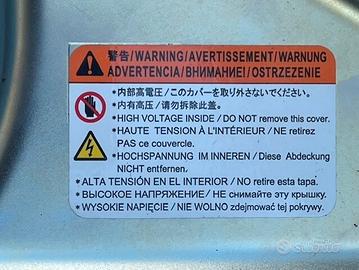 警告/WARNING/AVERTISSEMENT/WARNUNG
ADVERTENCIA/ВНИМАНИЕ!/OSTRZEZENIE
*内部高電圧/このカバーを取り外さないでください。
*内有高压/请勿拆除此盖。
*HIGH VOLTAGE INSIDE / DO NOT remove this cover.
*HAUTE TENSION À L'INTÉRIEUR / NE retirez
PAS ce couvercle.
*HOCHSPANNUNG IM INNEREN / Diese Abdeckung
NICHT entfernen.
*ALTA TENSIÓN EN EL INTERIOR / NO retire esta tapa.
*ВЫСОКОЕ НАПРЯЖЕНИЕ / НЕ снимайте эту крышку.
*WYSOKIE NAPIĘCIE / NIE WOLNO zdejmować tej pokrywy.
subito.it